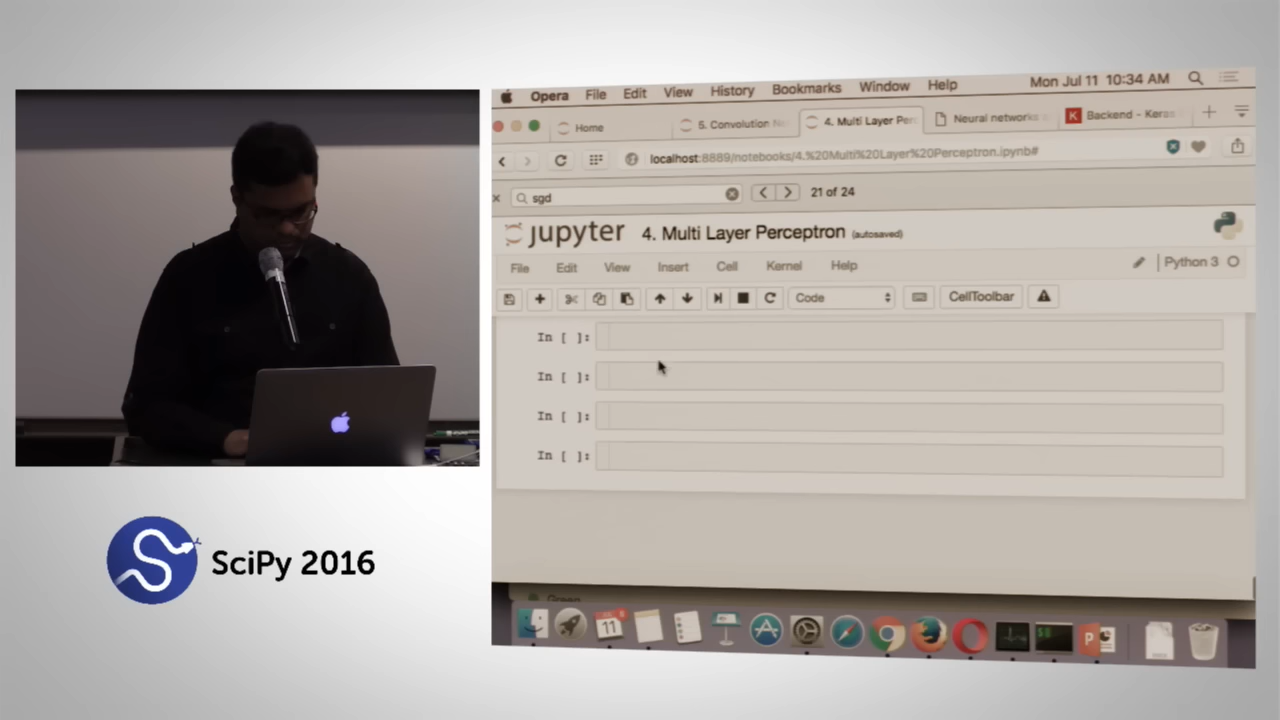 Opera File Edit View History Bookmarks Window Help Mon Jul 11 10:34 AM
Home 5. Convolution 4. Multi Layer Neural networks Backend -
localhost:8889/notebooks/4.%20Multi%20Layer%20Perceptron.ipynb#
sgd 21 of 24
jupyter 4. Multi Layer Perceptron (autosaved)
File Edit View Insert Cell Kernel Help Python 3
Code CellToolbar
In [ ]:
In [ ]:
In [ ]:
In [ ]:
Green
11
SciPy 2016